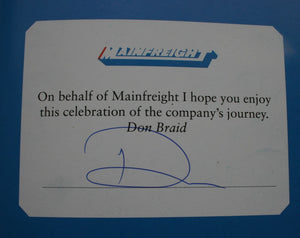 MAINFREIGHT
On behalf of Mainfreight I hope you enjoy
this celebration of the company's journey.
Don Braid